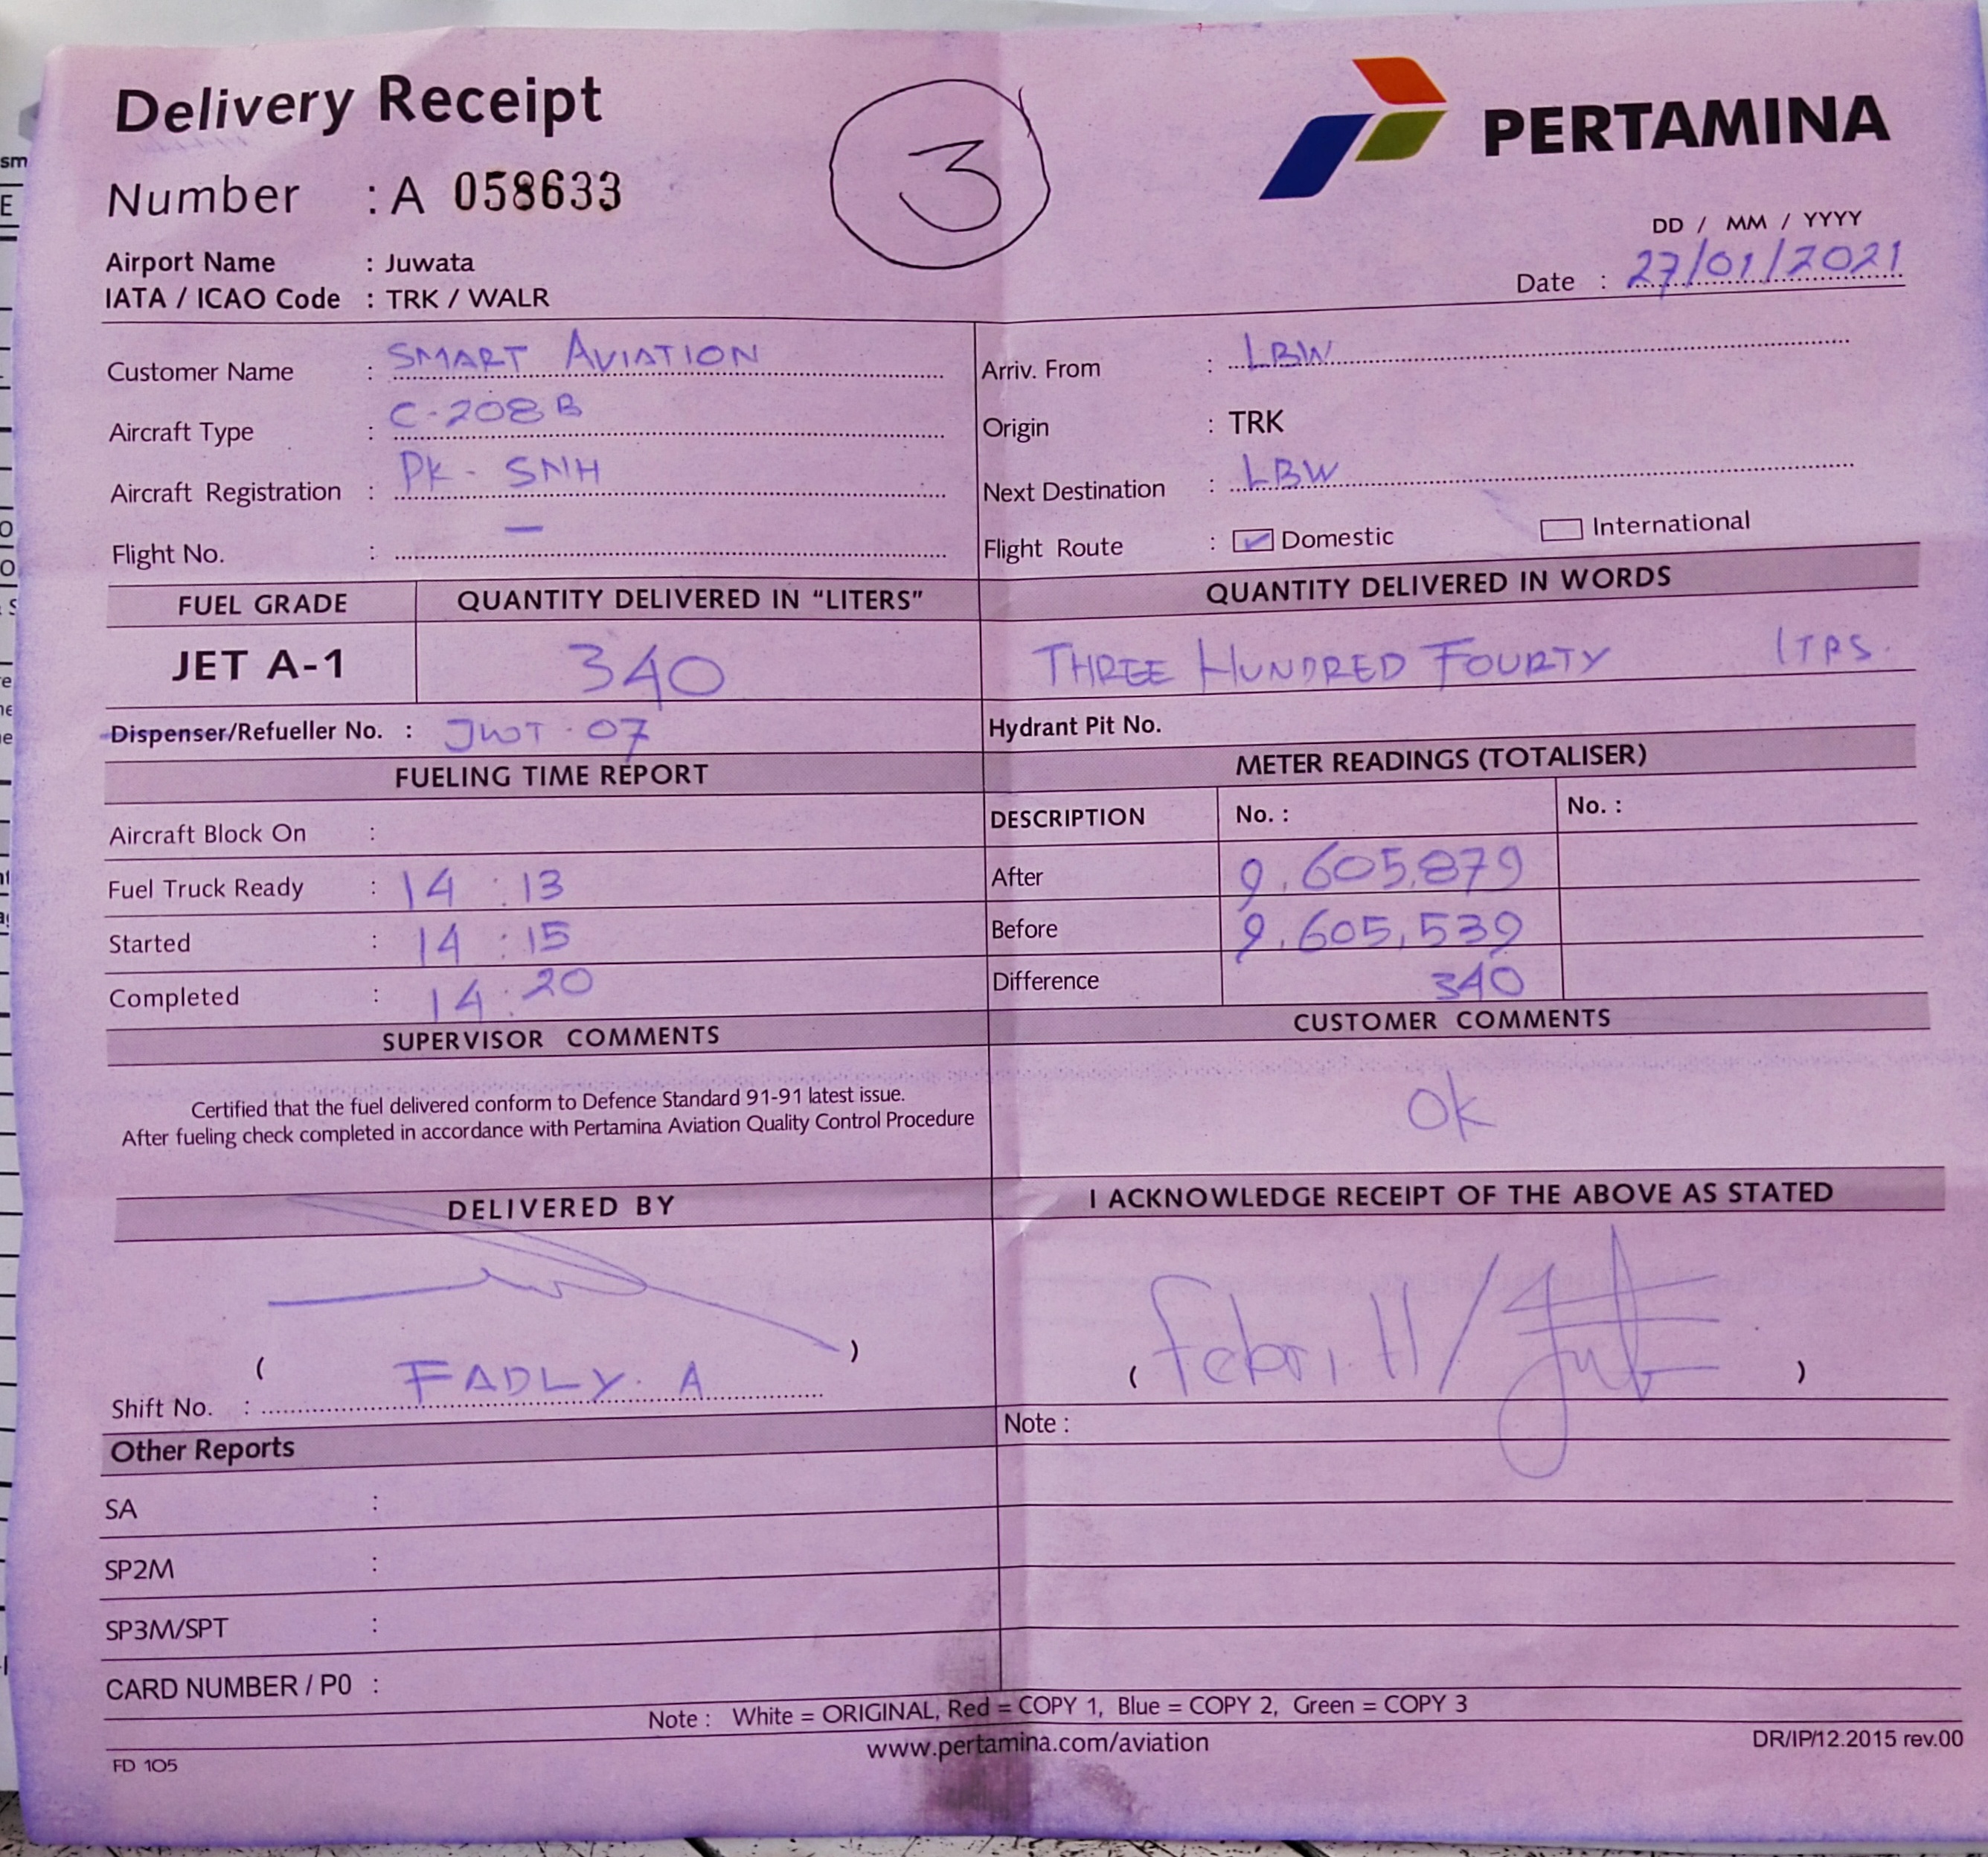 Delivery Receipt
3
PERTAMINA
Number : A 058633
DD / MM / YYYY
Airport Name : Juwata
Date : 27/01/2021
IATA / ICAO Code : TRK / WALR
Customer Name : SMART AVIATION
Arriv. From : LBW
Aircraft Type : C-208 B
Origin : TRK
Aircraft Registration : PK - SNH
Next Destination : LBW
Flight No. : –
Flight Route : ✓ Domestic International
FUEL GRADE QUANTITY DELIVERED IN “LITERS” QUANTITY DELIVERED IN WORDS
JET A-1 340 THREE HUNDRED FOURTY LTRS.
Dispenser/Refueller No. : JWT - 07
Hydrant Pit No.
FUELING TIME REPORT METER READINGS (TOTALISER)
DESCRIPTION No. : No. :
Aircraft Block On :
Fuel Truck Ready : 14 : 13
After 9.605.879
Started : 14 : 15
Before 9.605,539
Completed : 14.20
Difference 340
SUPERVISOR COMMENTS CUSTOMER COMMENTS
Certified that the fuel delivered conform to Defence Standard 91-91 latest issue.
After fueling check completed in accordance with Pertamina Aviation Quality Control Procedure
Ok
DELIVERED BY I ACKNOWLEDGE RECEIPT OF THE ABOVE AS STATED
( FADLY. A )
( )
Shift No. :
Note :
Other Reports
SA :
SP2M :
SP3M/SPT :
CARD NUMBER / P0 :
Note : White = ORIGINAL, Red = COPY 1, Blue = COPY 2, Green = COPY 3
www.pertamina.com/aviation
DR/IP/12.2015 rev.00
FD 105